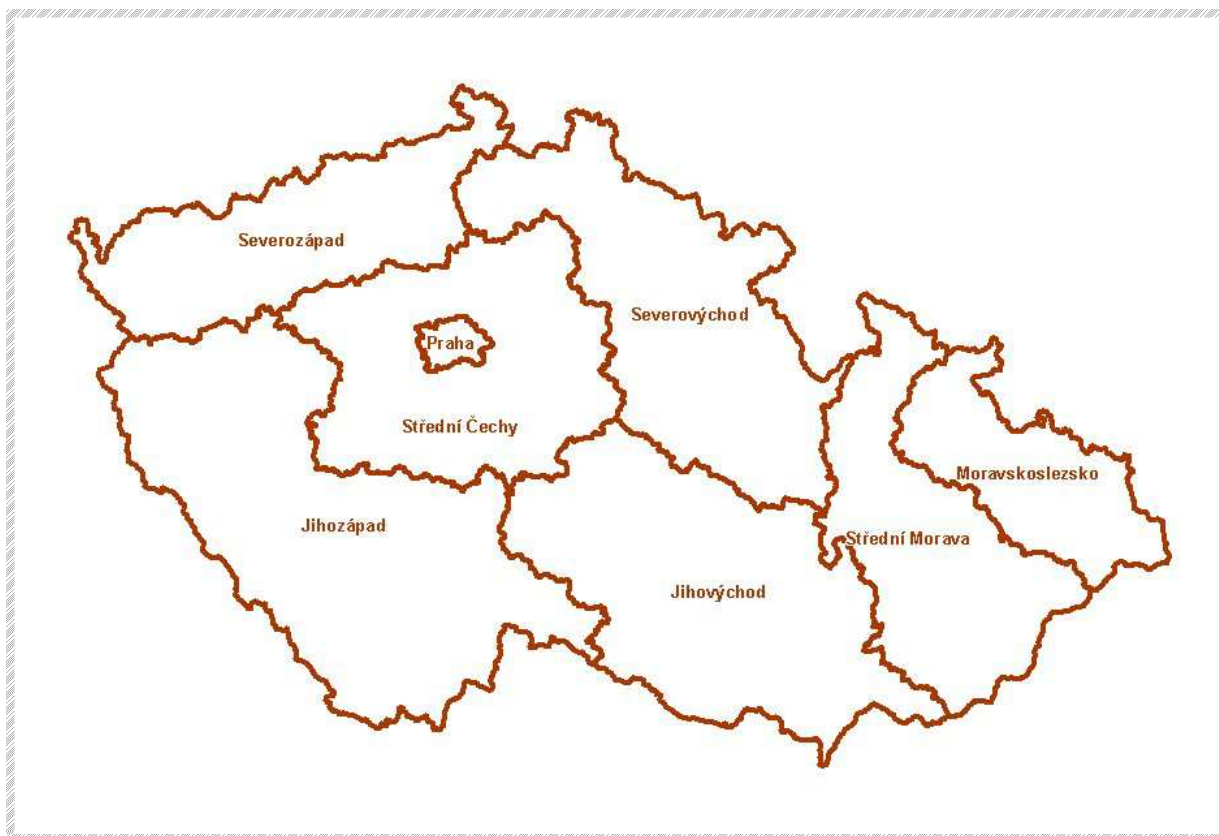 Severozápad
Severovýchod
Praha
Střední Čechy
Moravskoslezsko
Jihozápad
Střední Morava
Jihovýchod